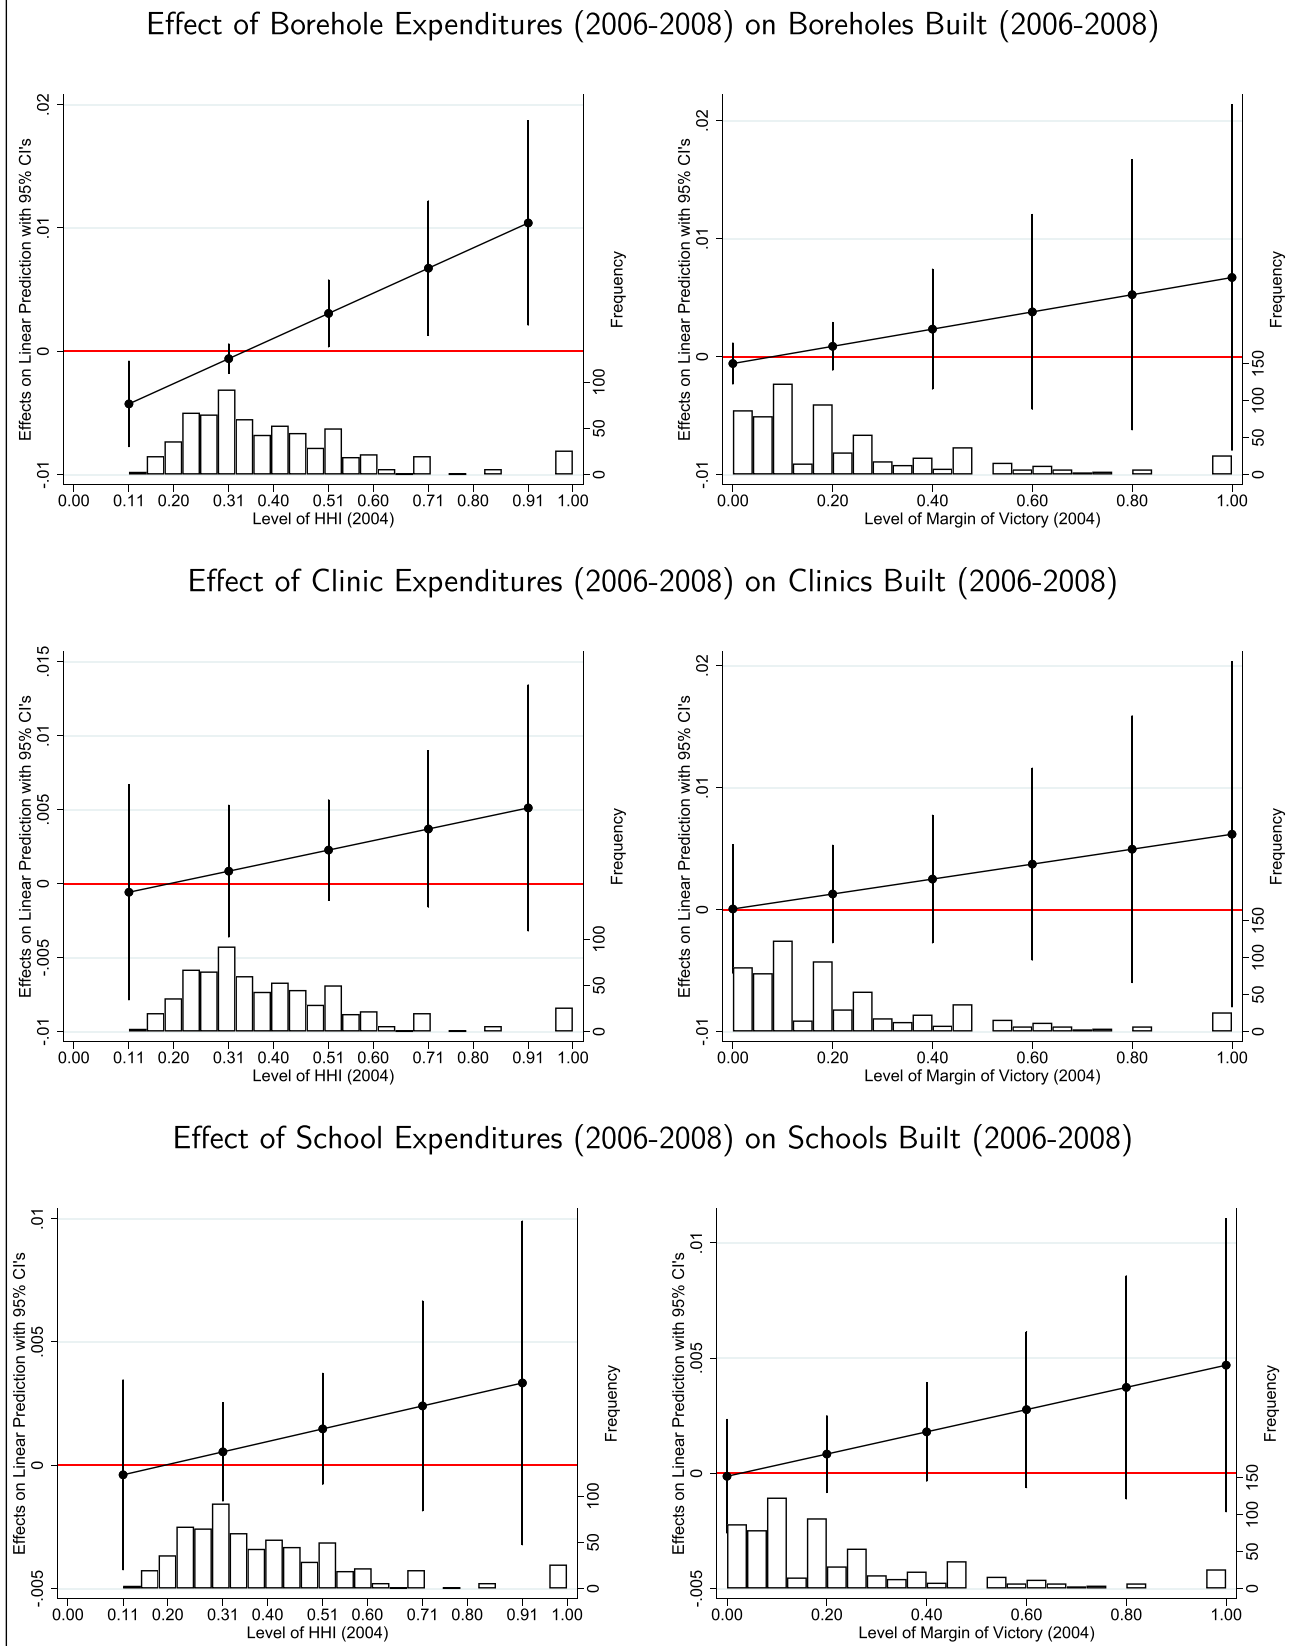 Effect of Borehole Expenditures (2006-2008) on Boreholes Built (2006-2008)
Effects on Linear Prediction with 95% CI's
.02
.01
0
-.01
Frequency
100
50
0
0.00 0.11 0.20 0.31 0.40 0.51 0.60 0.71 0.80 0.91 1.00
Level of HHI (2004)
Effects on Linear Prediction with 95% CI's
.02
.01
0
-.01
Frequency
150
100
50
0
0.00 0.20 0.40 0.60 0.80 1.00
Level of Margin of Victory (2004)
Effect of Clinic Expenditures (2006-2008) on Clinics Built (2006-2008)
Effects on Linear Prediction with 95% CI's
.015
.01
.005
0
-.005
-.01
Frequency
100
50
0
0.00 0.11 0.20 0.31 0.40 0.51 0.60 0.71 0.80 0.91 1.00
Level of HHI (2004)
Effects on Linear Prediction with 95% CI's
.02
.01
0
-.01
Frequency
150
100
50
0
0.00 0.20 0.40 0.60 0.80 1.00
Level of Margin of Victory (2004)
Effect of School Expenditures (2006-2008) on Schools Built (2006-2008)
Effects on Linear Prediction with 95% CI's
.01
.005
0
-.005
Frequency
100
50
0
0.00 0.11 0.20 0.31 0.40 0.51 0.60 0.71 0.80 0.91 1.00
Level of HHI (2004)
Effects on Linear Prediction with 95% CI's
.01
.005
0
-.005
Frequency
150
100
50
0
0.00 0.20 0.40 0.60 0.80 1.00
Level of Margin of Victory (2004)